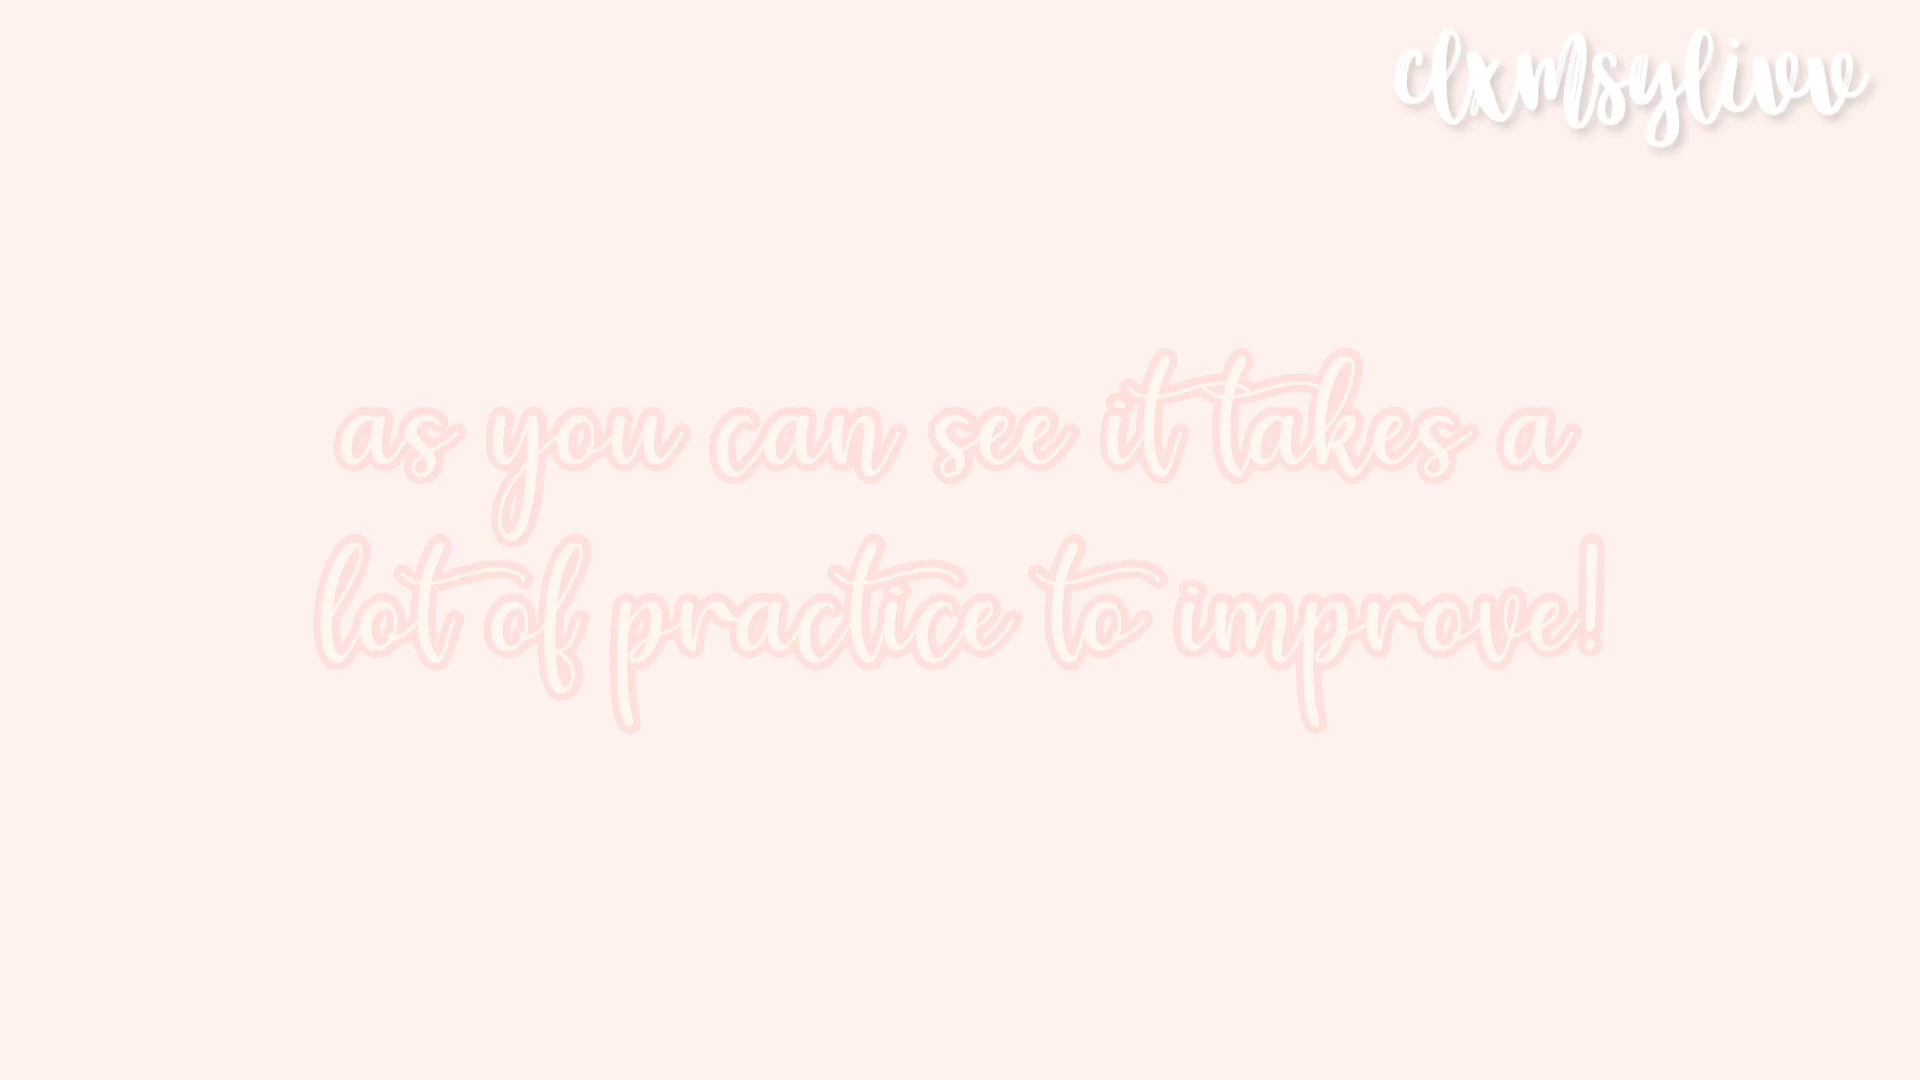 clxmsylivv
as you can see it takes a
lot of practice to improve!